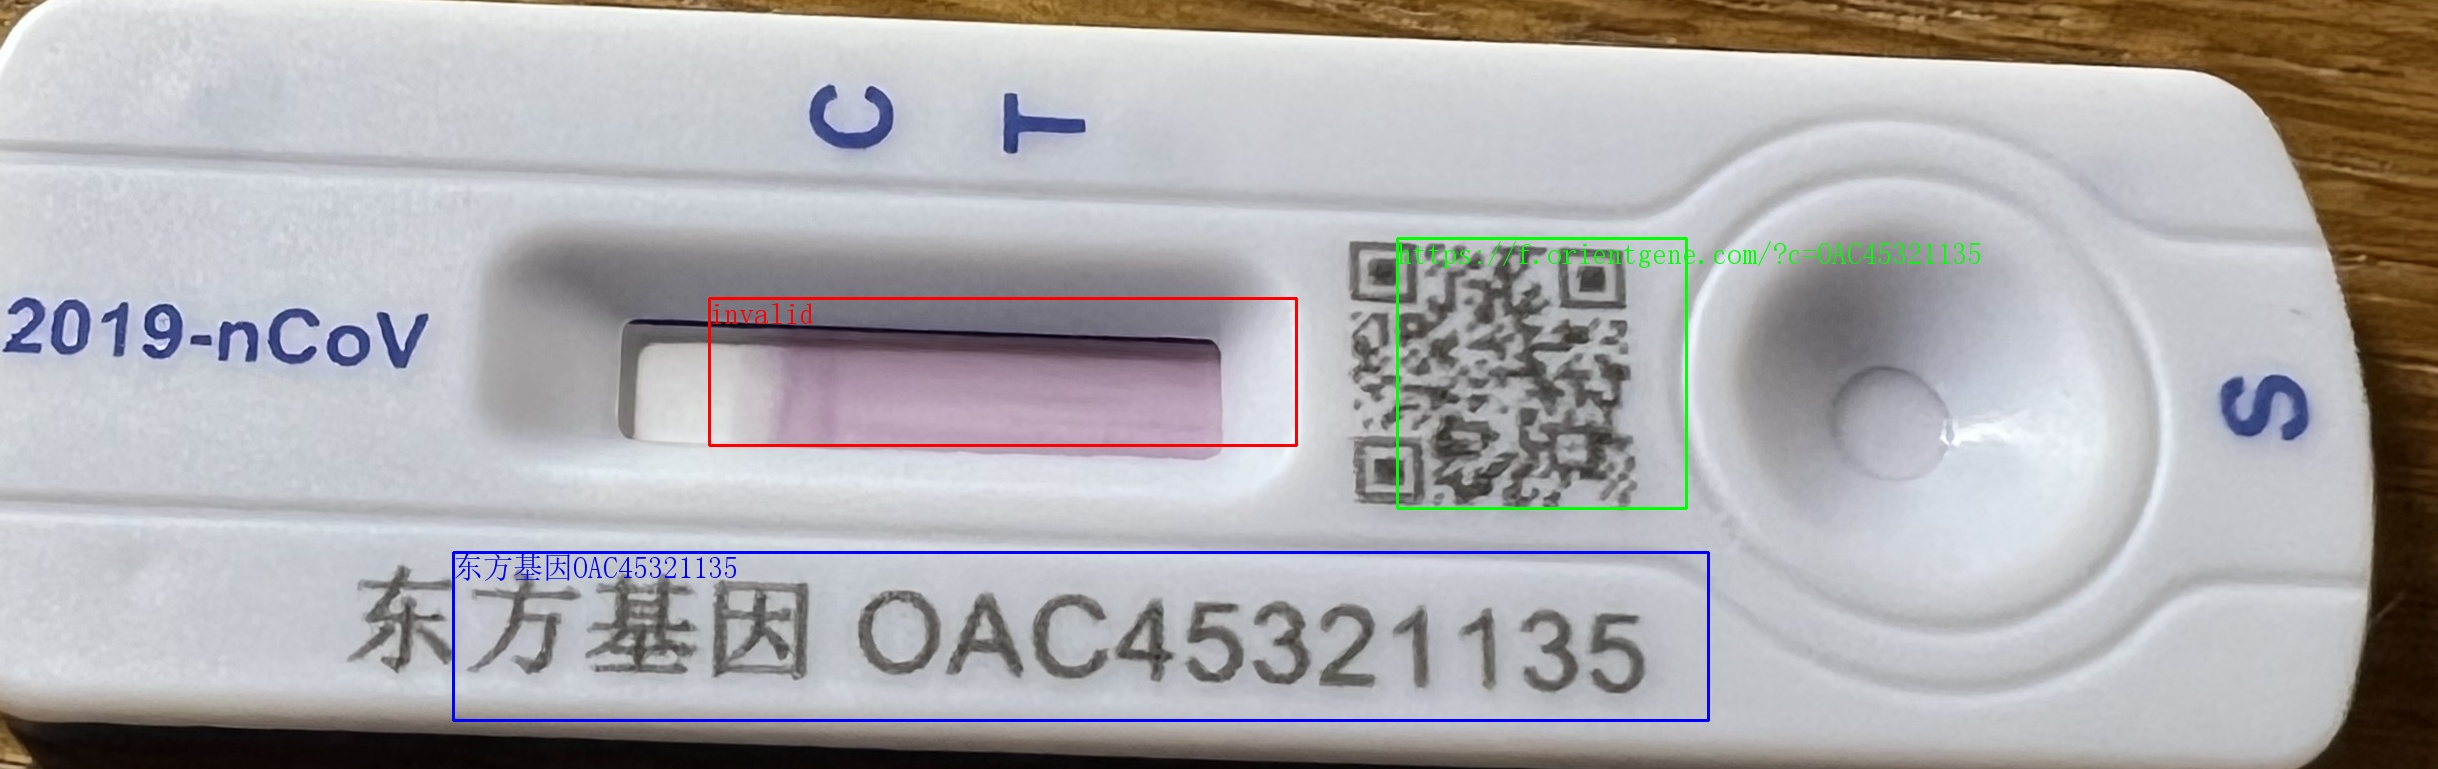 C T
2019-nCoV
invalid
https://f.orientgene.com/?c=OAC45321135
S
东方基因OAC45321135
东方基因 OAC45321135